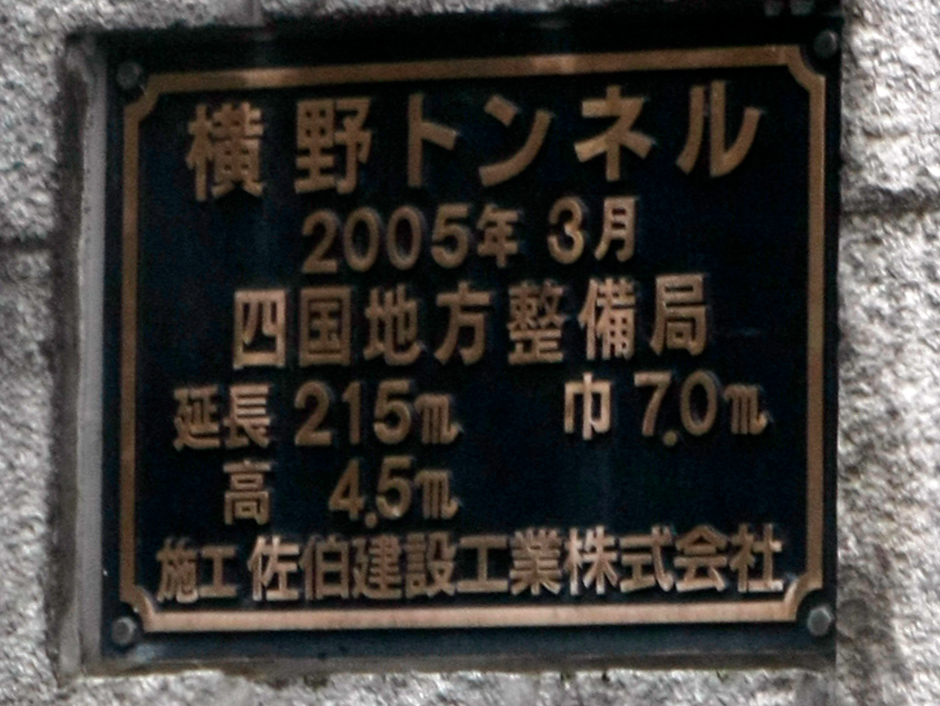 横野トンネル
2005年3月
四国地方整備局
延長 215m 巾 7.0m
高 4.5m
施工 佐伯建設工業株式会社